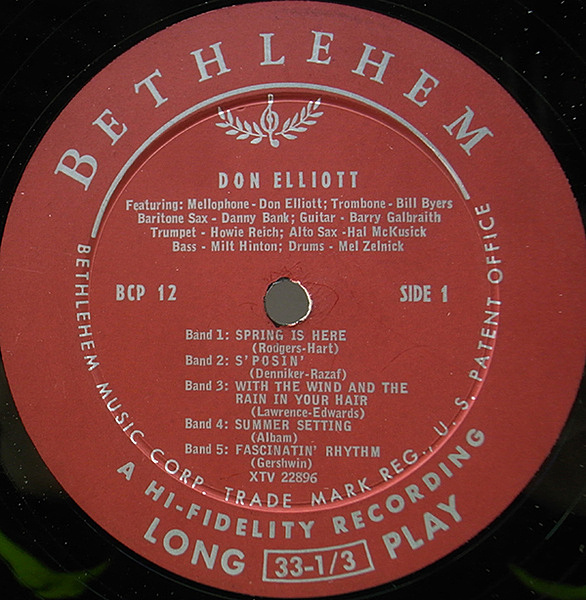 BETHLEHEM
DON ELLIOTT
Featuring: Mellophone - Don Elliott; Trombone - Bill Byers
Baritone Sax - Danny Bank; Guitar - Barry Galbraith
Trumpet - Howie Reich; Alto Sax -Hal McKusick
Bass - Milt Hinton; Drums - Mel Zelnick
BCP 12 SIDE 1
Band 1: SPRING IS HERE
(Rodgers-Hart)
Band 2: S'POSIN'
(Denniker-Razaf)
Band 3: WITH THE WIND AND THE
RAIN IN YOUR HAIR
(Lawrence-Edwards)
Band 4: SUMMER SETTING
(Albam)
Band 5: FASCINATIN' RHYTHM
(Gershwin)
XTV 22896
BETHLEHEM MUSIC CORP. TRADE MARK REG., U. S. PATENT OFFICE
A HI-FIDELITY RECORDING
LONG 33-1/3 PLAY